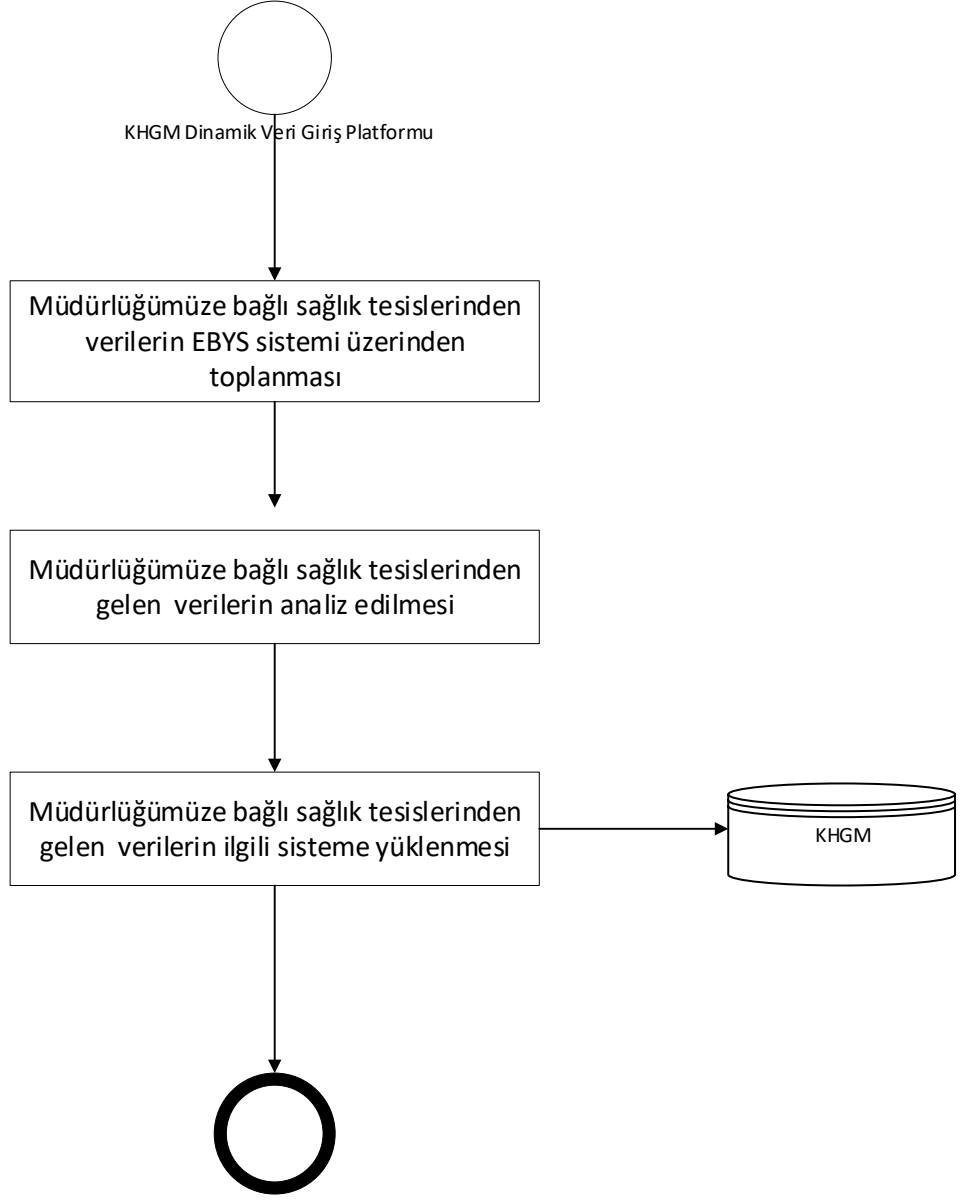 KHGM Dinamik Veri Giriş Platformu
Müdürlüğümüze bağlı sağlık tesislerinden
verilerin EBYS sistemi üzerinden
toplanması
Müdürlüğümüze bağlı sağlık tesislerinden
gelen  verilerin analiz edilmesi
Müdürlüğümüze bağlı sağlık tesislerinden
gelen  verilerin ilgili sisteme yüklenmesi
KHGM